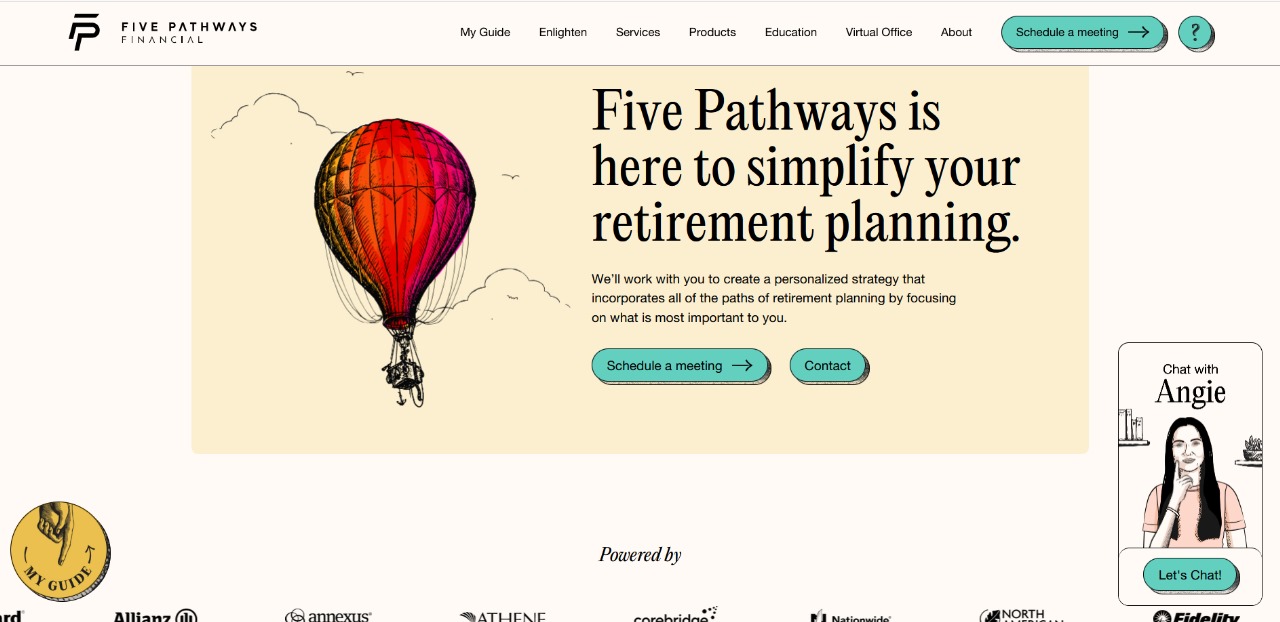 FIVE PATHWAYS
FINANCIAL
My Guide
Enlighten
Services
Products
Education
Virtual Office
About
Schedule a meeting
?
Five Pathways is
here to simplify your
retirement planning.
We'll work with you to create a personalized strategy that
incorporates all of the paths of retirement planning by focusing
on what is most important to you.
Schedule a meeting
Contact
Chat with
Angie
Let's Chat!
MY GUIDE
Powered by
Allianz
annexus
ATHENE
corebridge
Nationwide
NORTH
AMERICAN
Fidelity